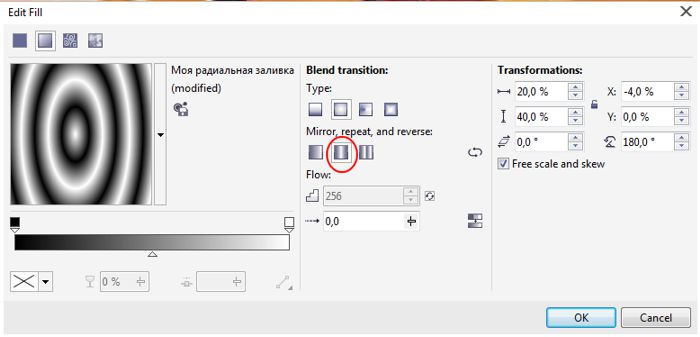 Edit Fill
Моя радиальная заливка
(modified)
Blend transition:
Type:
Mirror, repeat, and reverse:
Flow:
256
0,0
Transformations:
20,0 %
X:
-4,0 %
40,0 %
Y:
0,0 %
0,0 °
180,0 °
Free scale and skew
0 %
OK
Cancel